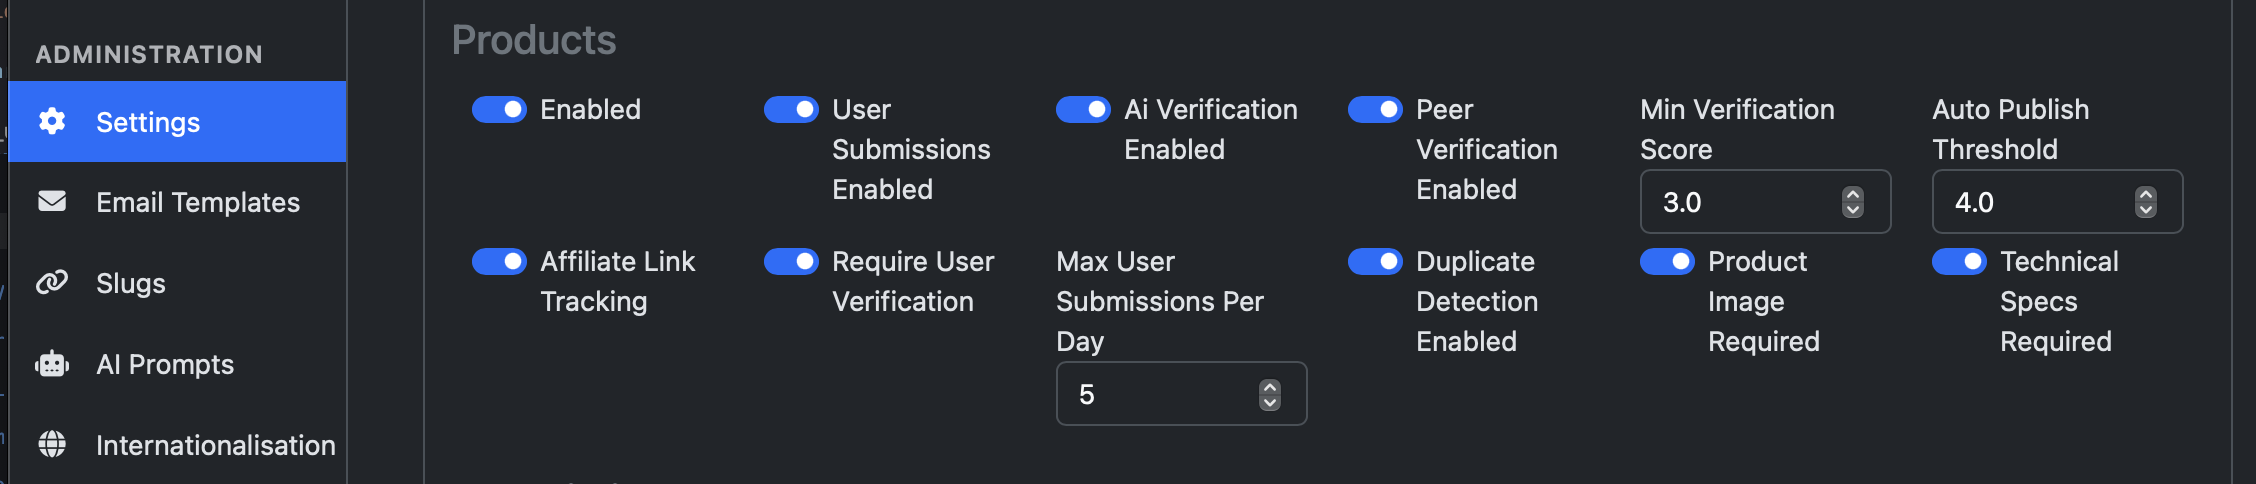 ADMINISTRATION
Settings
Email Templates
Slugs
AI Prompts
Internationalisation
Products
Enabled
User
Submissions
Enabled
Ai Verification
Enabled
Peer
Verification
Enabled
Min Verification
Score
3.0
Auto Publish
Threshold
4.0
Affiliate Link
Tracking
Require User
Verification
Max User
Submissions Per
Day
5
Duplicate
Detection
Enabled
Product
Image
Required
Technical
Specs
Required